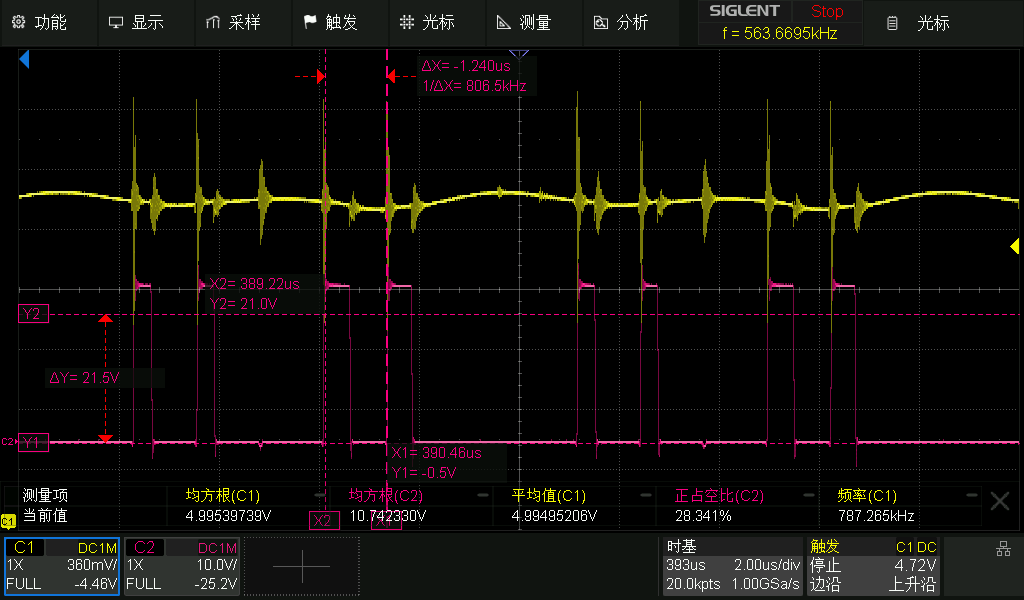 功能 显示 采样 触发 光标 测量 分析 SIGLENT Stop 光标
f = 563.6695kHz
ΔX= -1.240us
1/ΔX= 806.5kHz
X2= 389.22us
Y2= 21.0V
Y2
ΔY= 21.5V
C2 Y1
X1= 390.46us
Y1= -0.5V
测量项 均方根(C1) 均方根(C2) 平均值(C1) 正占空比(C2) 频率(C1)
当前值 4.99539739V 10.742330V 4.99495206V 28.341% 787.265kHz
C1 X2
C1 DC1M C2 DC1M 时基 触发 C1 DC
1X 360mV/ 1X 10.0V/ 393us 2.00us/div 停止 4.72V
FULL -4.46V FULL -25.2V 20.0kpts 1.00GSa/s 边沿 上升沿